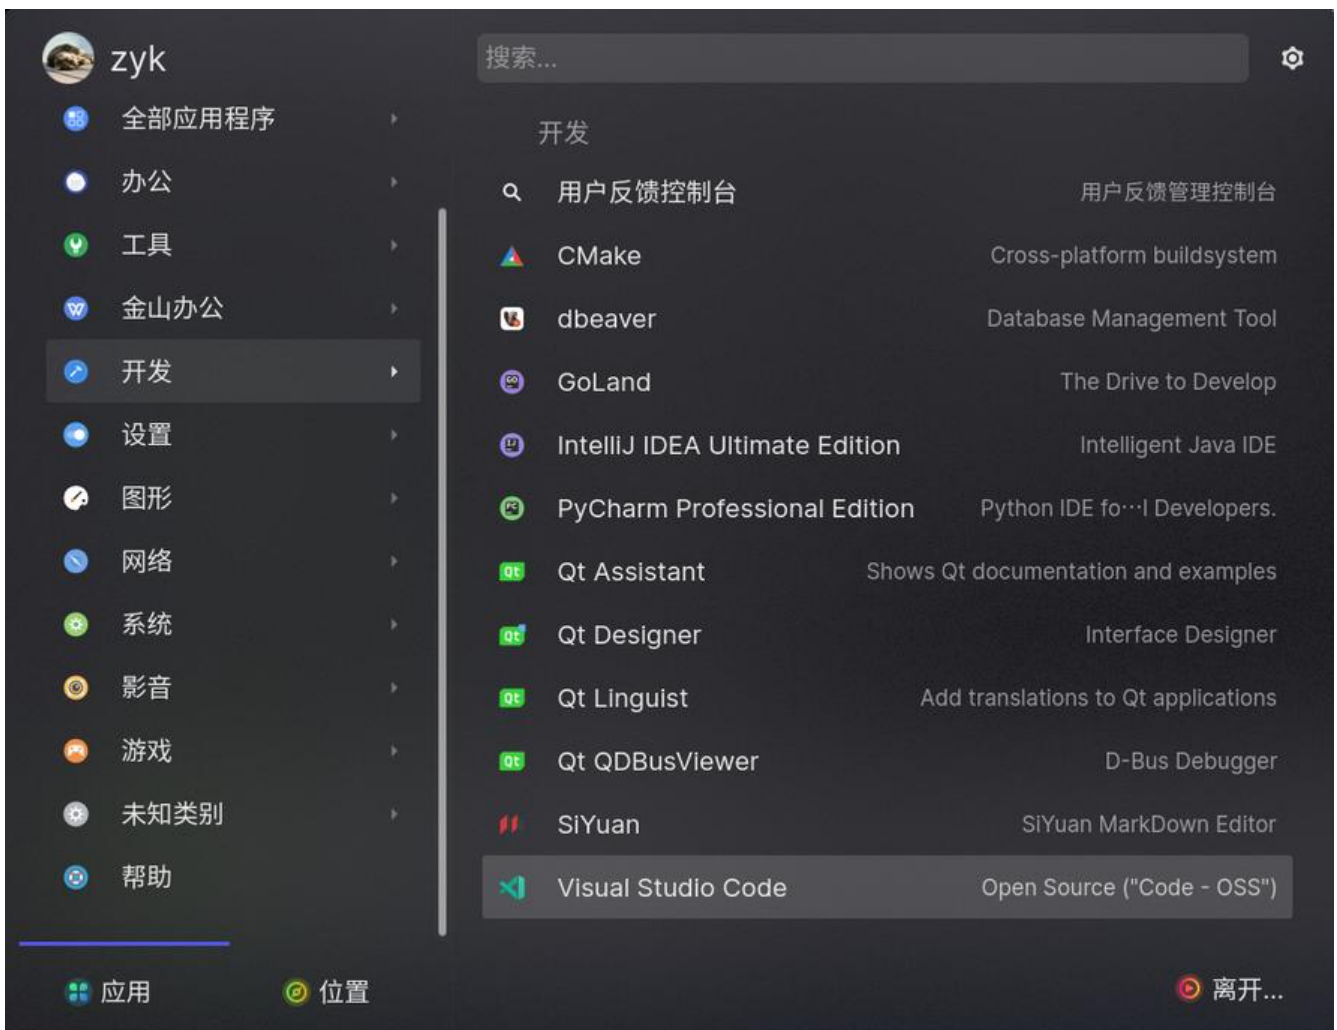 zyk
搜索...
全部应用程序
办公
工具
金山办公
开发
设置
图形
网络
系统
影音
游戏
未知类别
帮助
开发
用户反馈控制台 用户反馈管理控制台
CMake Cross-platform buildsystem
dbeaver Database Management Tool
GoLand The Drive to Develop
IntelliJ IDEA Ultimate Edition Intelligent Java IDE
PyCharm Professional Edition Python IDE fo···l Developers.
Qt Assistant Shows Qt documentation and examples
Qt Designer Interface Designer
Qt Linguist Add translations to Qt applications
Qt QDBusViewer D-Bus Debugger
SiYuan SiYuan MarkDown Editor
Visual Studio Code Open Source ("Code - OSS")
应用 位置 离开...